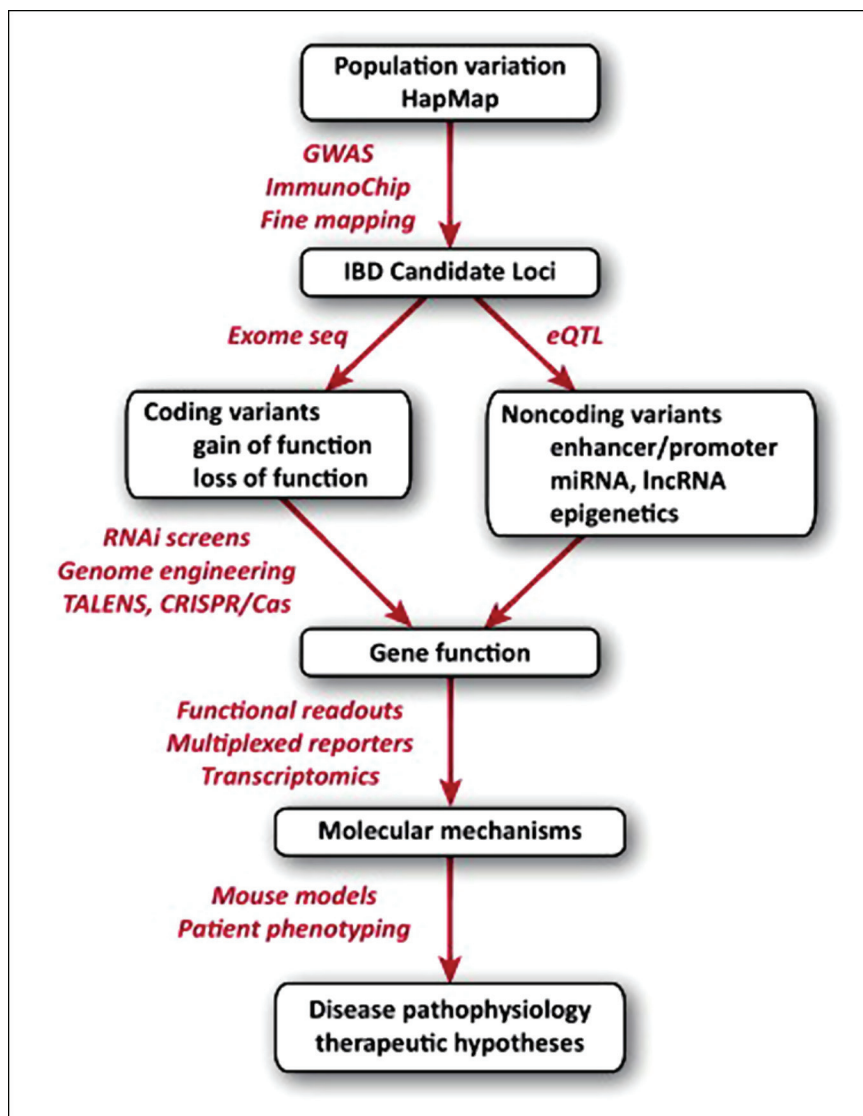 Population variation
HapMap
GWAS
ImmunoChip
Fine mapping
IBD Candidate Loci
Exome seq
eQTL
Coding variants
gain of function
loss of function
Noncoding variants
enhancer/promoter
miRNA, lncRNA
epigenetics
RNAi screens
Genome engineering
TALENS, CRISPR/Cas
Gene function
Functional readouts
Multiplexed reporters
Transcriptomics
Molecular mechanisms
Mouse models
Patient phenotyping
Disease pathophysiology
therapeutic hypotheses